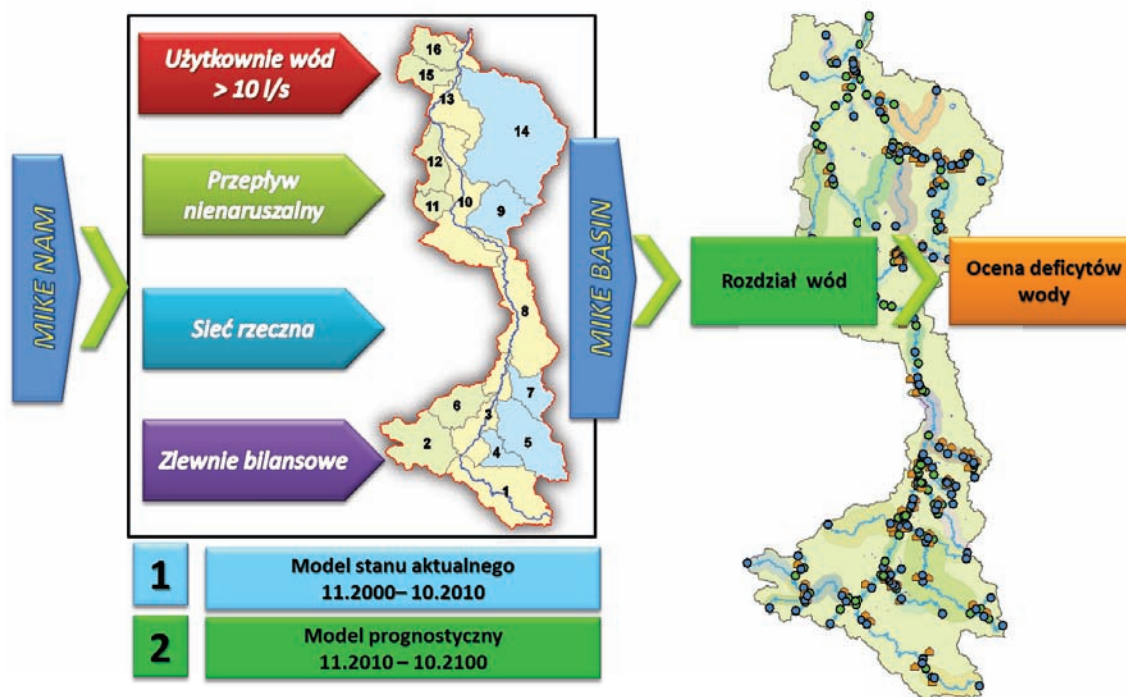 MIKE NAM
Użytkownie wód
> 10 l/s
Przepływ
nienaruszalny
Sieć rzeczna
Zlewnie bilansowe
16
15
13
14
12
10
11
9
8
7
6
3
2
4
5
1
MIKE BASIN
Rozdział wód
Ocena deficytów
wody
1
Model stanu aktualnego
11.2000– 10.2010
2
Model prognostyczny
11.2010 – 10.2100